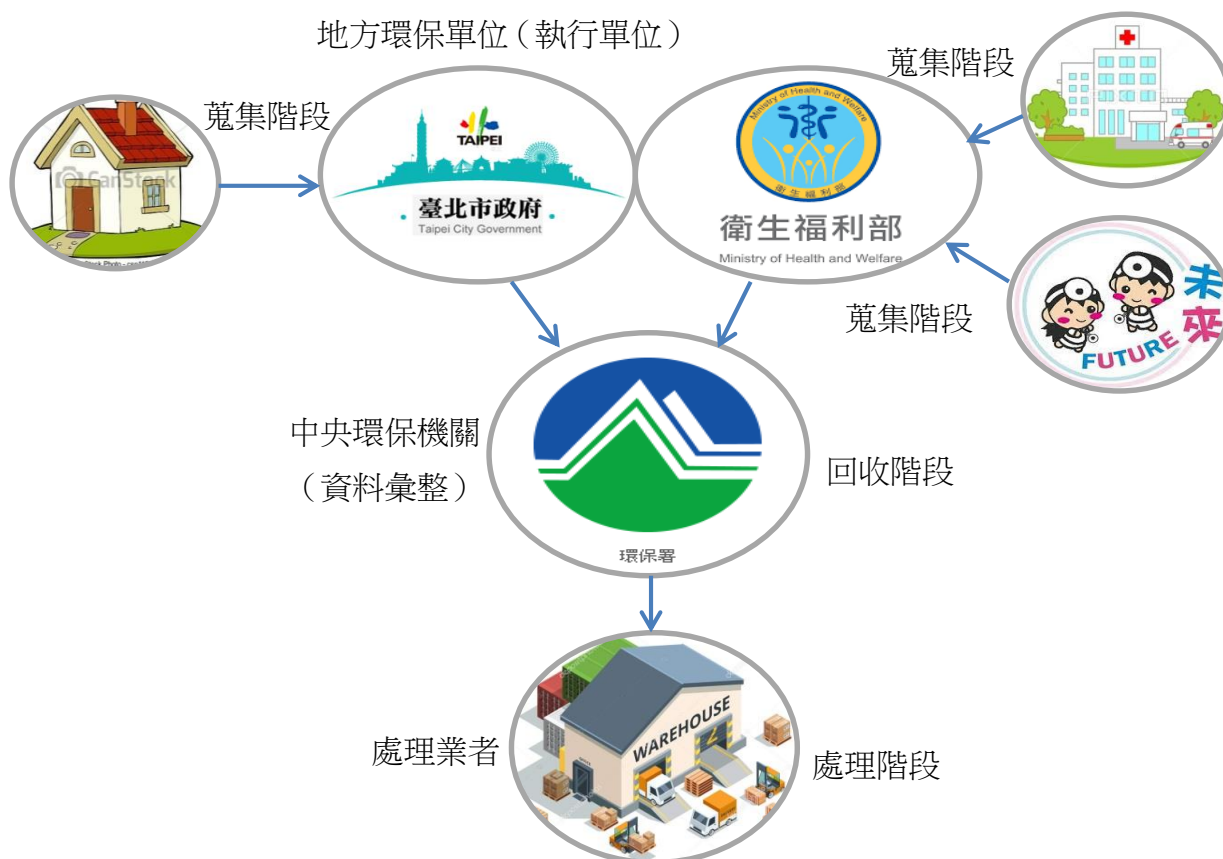 地方環保單位（執行單位）
蒐集階段
蒐集階段
CanStock
TAIPEI
臺北市政府
Taipei City Government
Ministry of Health and Welfare
衛生福利部
衛生福利部
Ministry of Health and Welfare
蒐集階段
未來
FUTURE
中央環保機關
（資料彙整）
環保署
回收階段
WAREHOUSE
處理業者
處理階段